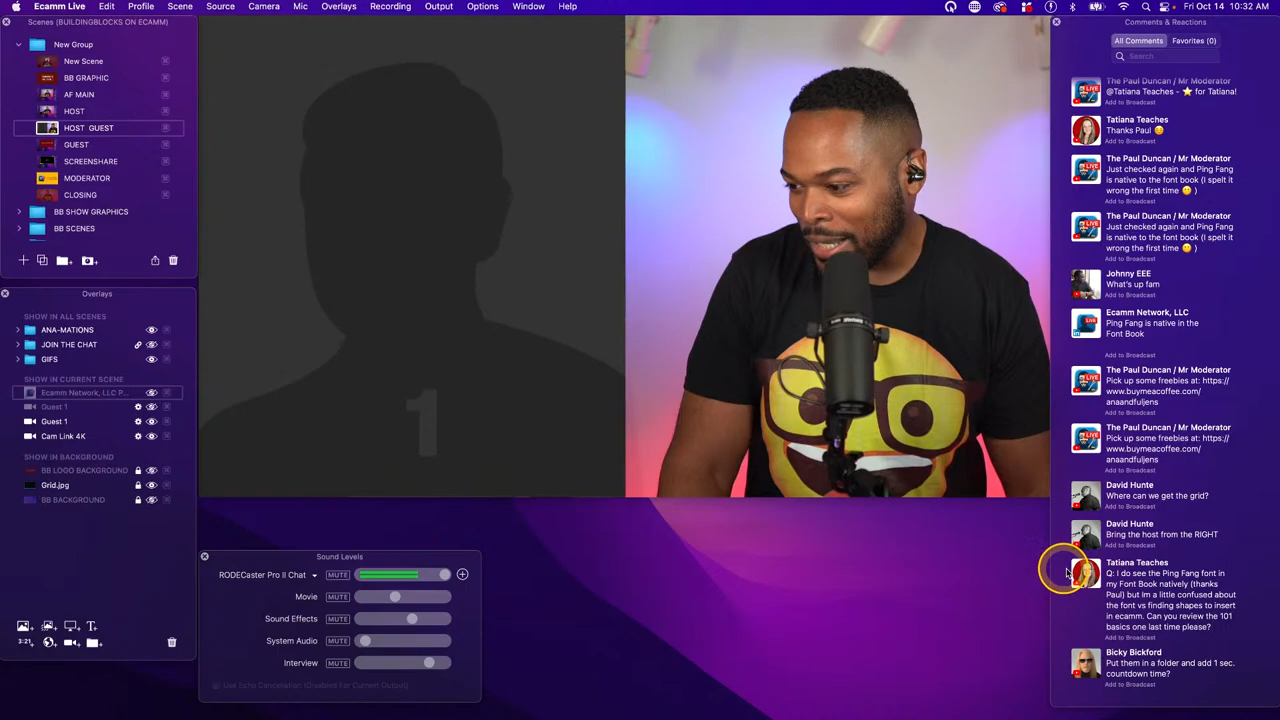 Ecamm Live Edit Profile Scene Source Camera Mic Overlays Recording Output Options Window Help Fri Oct 14 10:32 AM
Scenes (BUILDINGBLOCKS ON ECAMM)
New Group
New Scene
BB GRAPHIC
AF MAIN
HOST
HOST GUEST
GUEST
SCREENSHARE
MODERATOR
CLOSING
BB SHOW GRAPHICS
BB SCENES
Overlays
SHOW IN ALL SCENES
ANA-MATIONS
JOIN THE CHAT
GIFS
SHOW IN CURRENT SCENE
Ecamm Network, LLC P...
Guest 1
Guest 1
Cam Link 4K
SHOW IN BACKGROUND
BB LOGO BACKGROUND
Grid.jpg
BB BACKGROUND
3:21
T
1
Sound Levels
RODECaster Pro II Chat MUTE
Movie MUTE
Sound Effects MUTE
System Audio MUTE
Interview MUTE
Use Echo Cancellation (Disabled For Current Output)
Comments & Reactions
All Comments Favorites (0)
Search
The Paul Duncan / Mr Moderator
@Tatiana Teaches - ⭐ for Tatiana!
Add to Broadcast
Tatiana Teaches
Thanks Paul 😊
Add to Broadcast
The Paul Duncan / Mr Moderator
Just checked again and Ping Fang
is native to the font book (I spelt it
wrong the first time 😬 )
Add to Broadcast
The Paul Duncan / Mr Moderator
Just checked again and Ping Fang
is native to the font book (I spelt it
wrong the first time 😬 )
Add to Broadcast
Johnny EEE
What's up fam
Add to Broadcast
Ecamm Network, LLC
Ping Fang is native in the
Font Book
Add to Broadcast
The Paul Duncan / Mr Moderator
Pick up some freebies at: https://
www.buymeacoffee.com/
anaandfuljens
Add to Broadcast
The Paul Duncan / Mr Moderator
Pick up some freebies at: https://
www.buymeacoffee.com/
anaandfuljens
Add to Broadcast
David Hunte
Where can we get the grid?
Add to Broadcast
David Hunte
Bring the host from the RIGHT
Add to Broadcast
Tatiana Teaches
Q: I do see the Ping Fang font in
my Font Book natively (thanks
Paul) but Im a little confused about
the font vs finding shapes to insert
in ecamm. Can you review the 101
basics one last time please?
Add to Broadcast
Bicky Bickford
Put them in a folder and add 1 sec.
countdown time?
Add to Broadcast